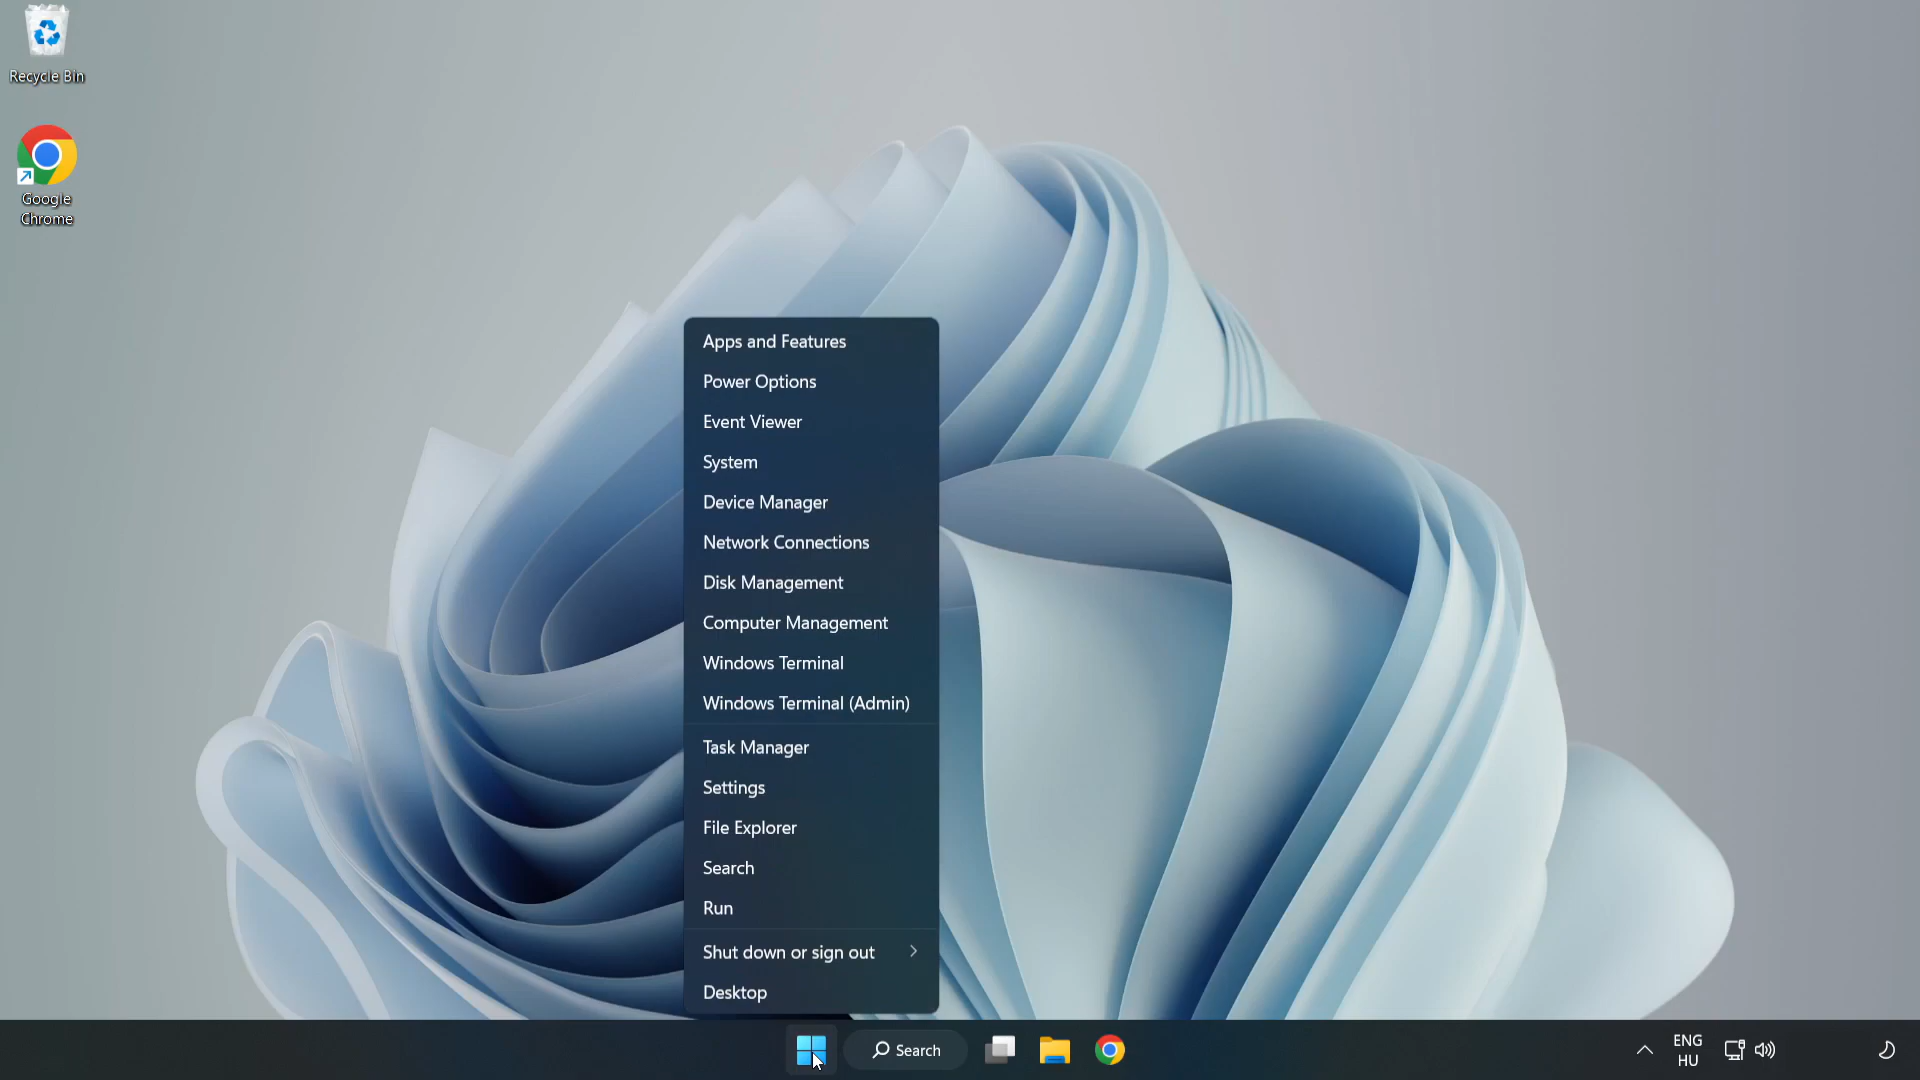 Recycle Bin
Google
Chrome
Apps and Features
Power Options
Event Viewer
System
Device Manager
Network Connections
Disk Management
Computer Management
Windows Terminal
Windows Terminal (Admin)
Task Manager
Settings
File Explorer
Search
Run
Shut down or sign out
Desktop
Search
ENG
HU